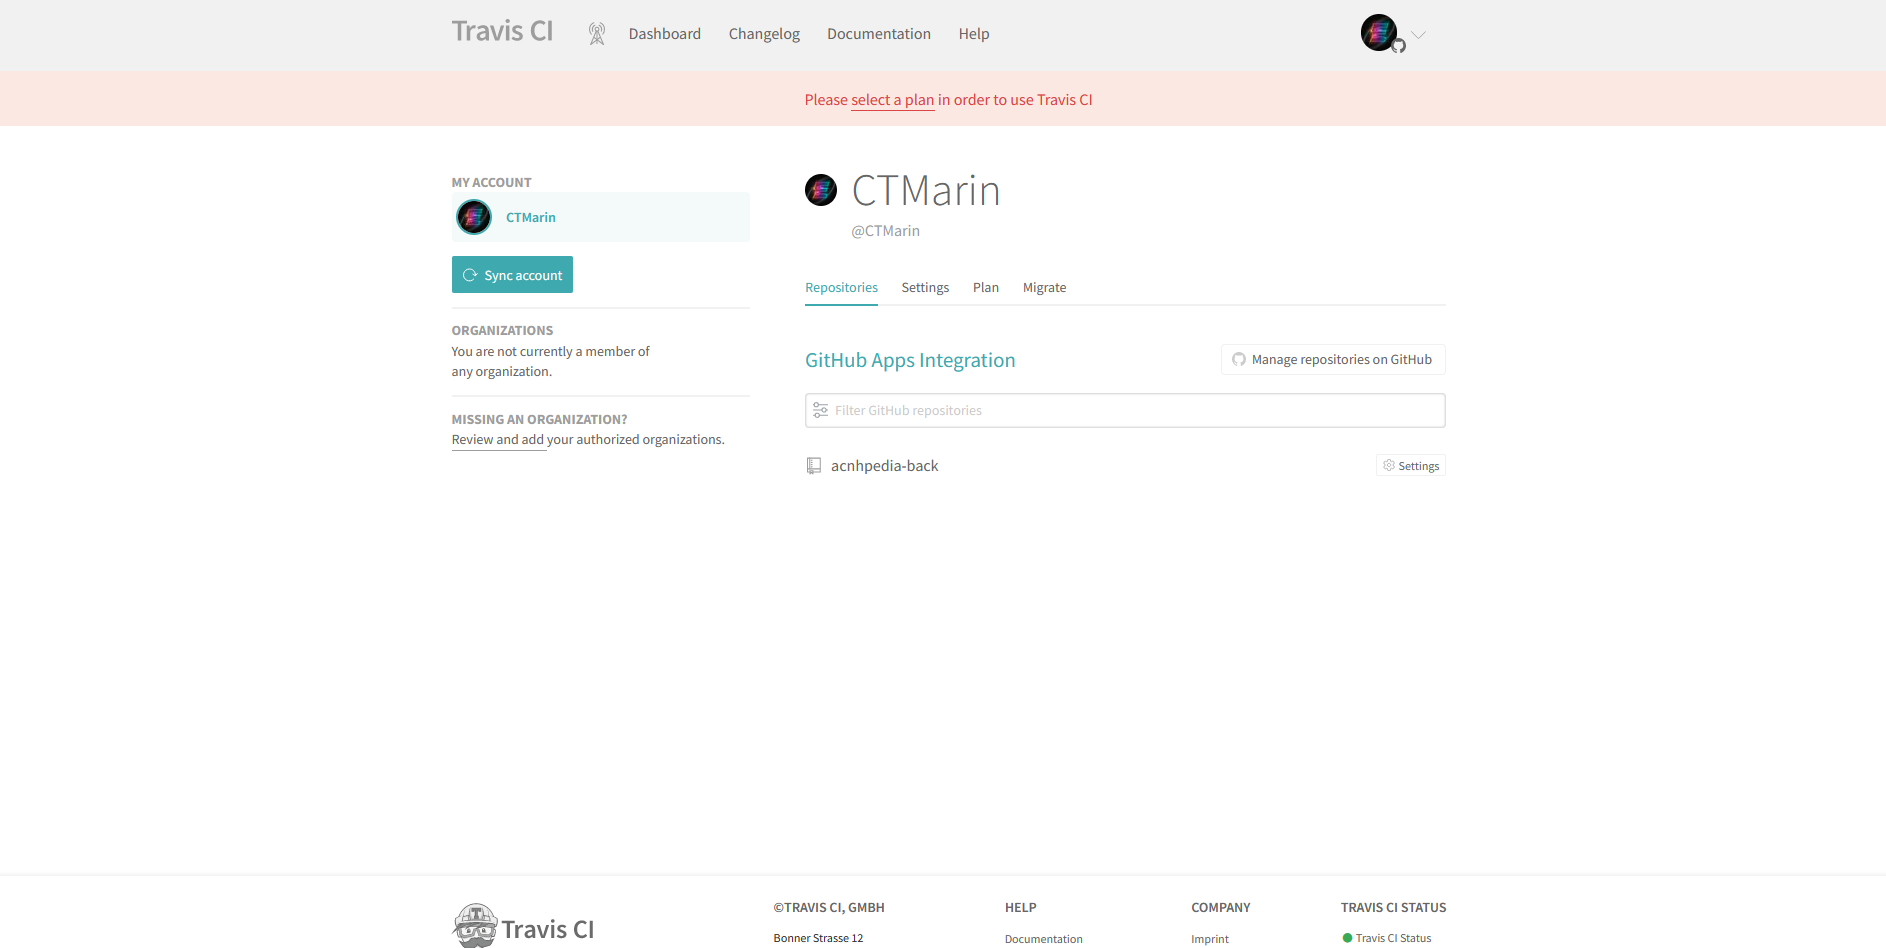 Travis CI
Dashboard
Changelog
Documentation
Help
Please select a plan in order to use Travis CI
MY ACCOUNT
CTMarin
Sync account
ORGANIZATIONS
You are not currently a member of
any organization.
MISSING AN ORGANIZATION?
Review and add your authorized organizations.
CTMarin
@CTMarin
Repositories
Settings
Plan
Migrate
GitHub Apps Integration
Manage repositories on GitHub
Filter GitHub repositories
acnhpedia-back
Settings
Travis CI
©TRAVIS CI, GMBH
Bonner Strasse 12
HELP
Documentation
COMPANY
Imprint
TRAVIS CI STATUS
Travis CI Status